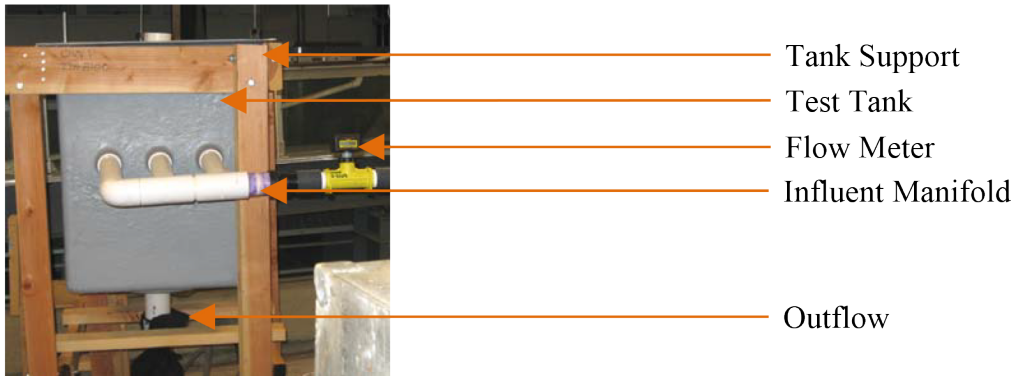 Tank Support
Test Tank
Flow Meter
Influent Manifold
Outflow